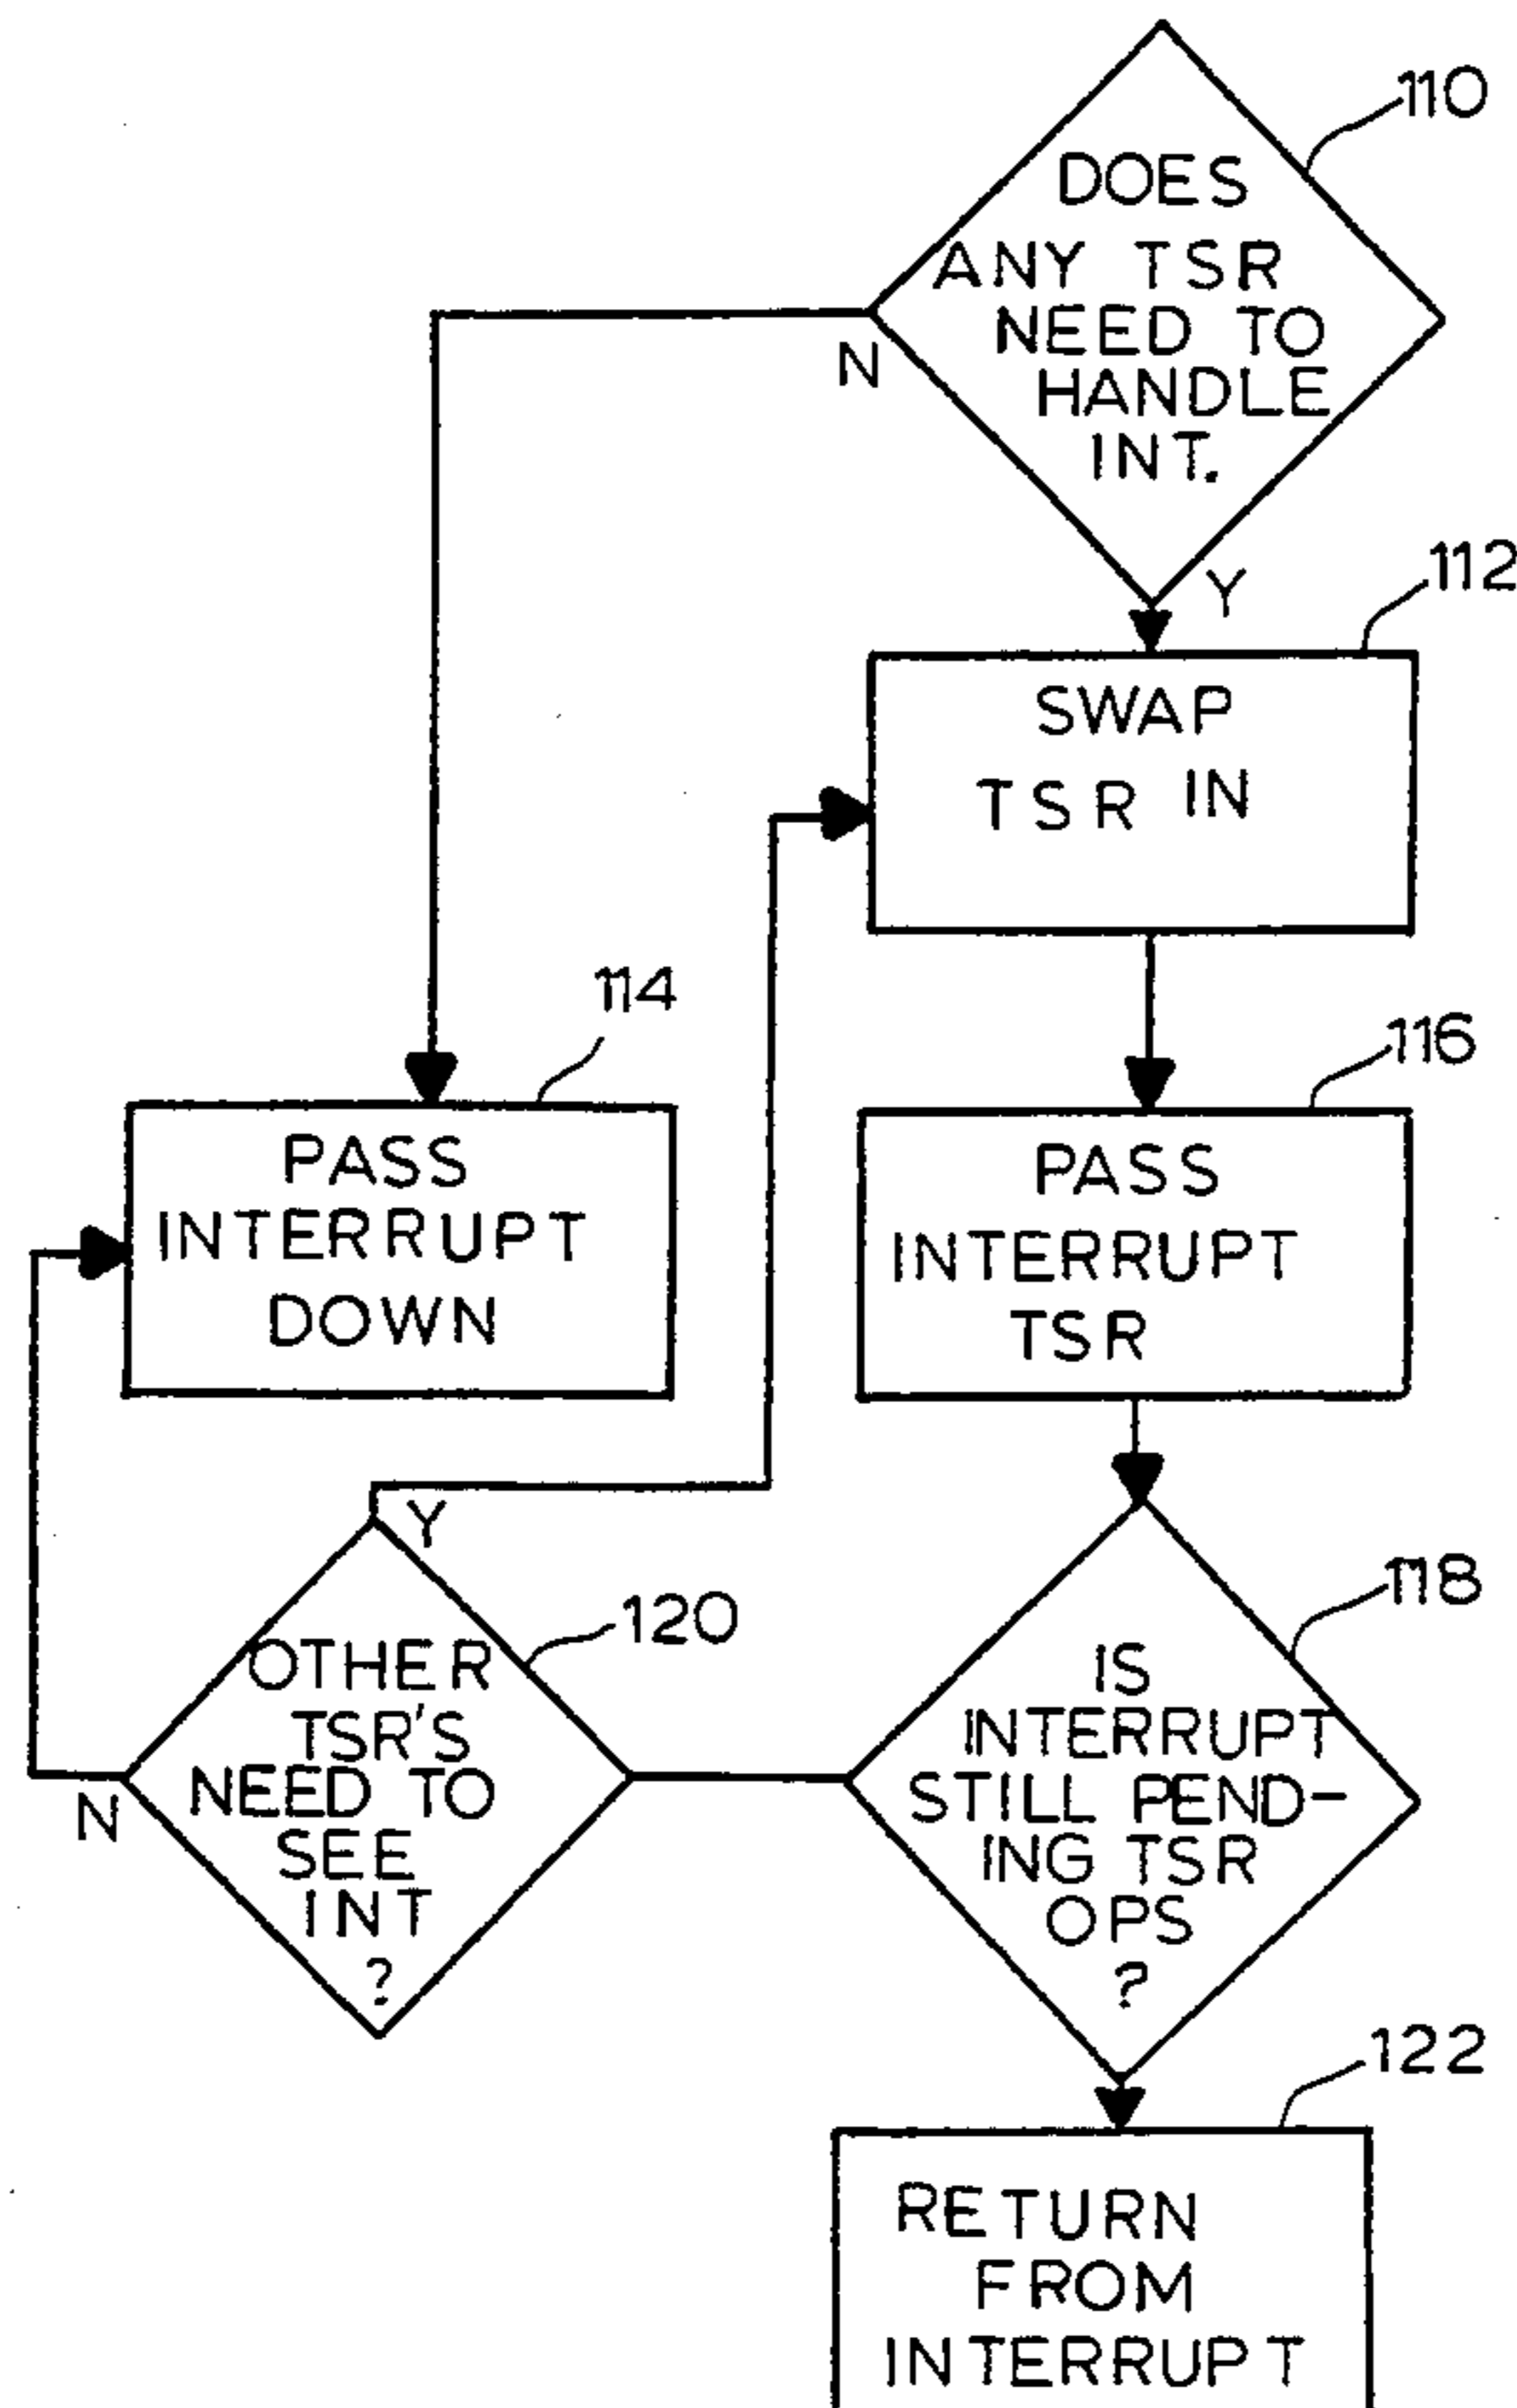 110
DOES
ANY TSR
NEED TO
HANDLE
INT.
N
Y
112
SWAP
TSR IN
114
PASS
INTERRUPT
DOWN
116
PASS
INTERRUPT
TSR
Y
120
OTHER
TSR'S
NEED TO
SEE
INT
?
N
118
IS
INTERRUPT
STILL PEND-
ING TSR
OPS
?
122
RETURN
FROM
INTERRUPT